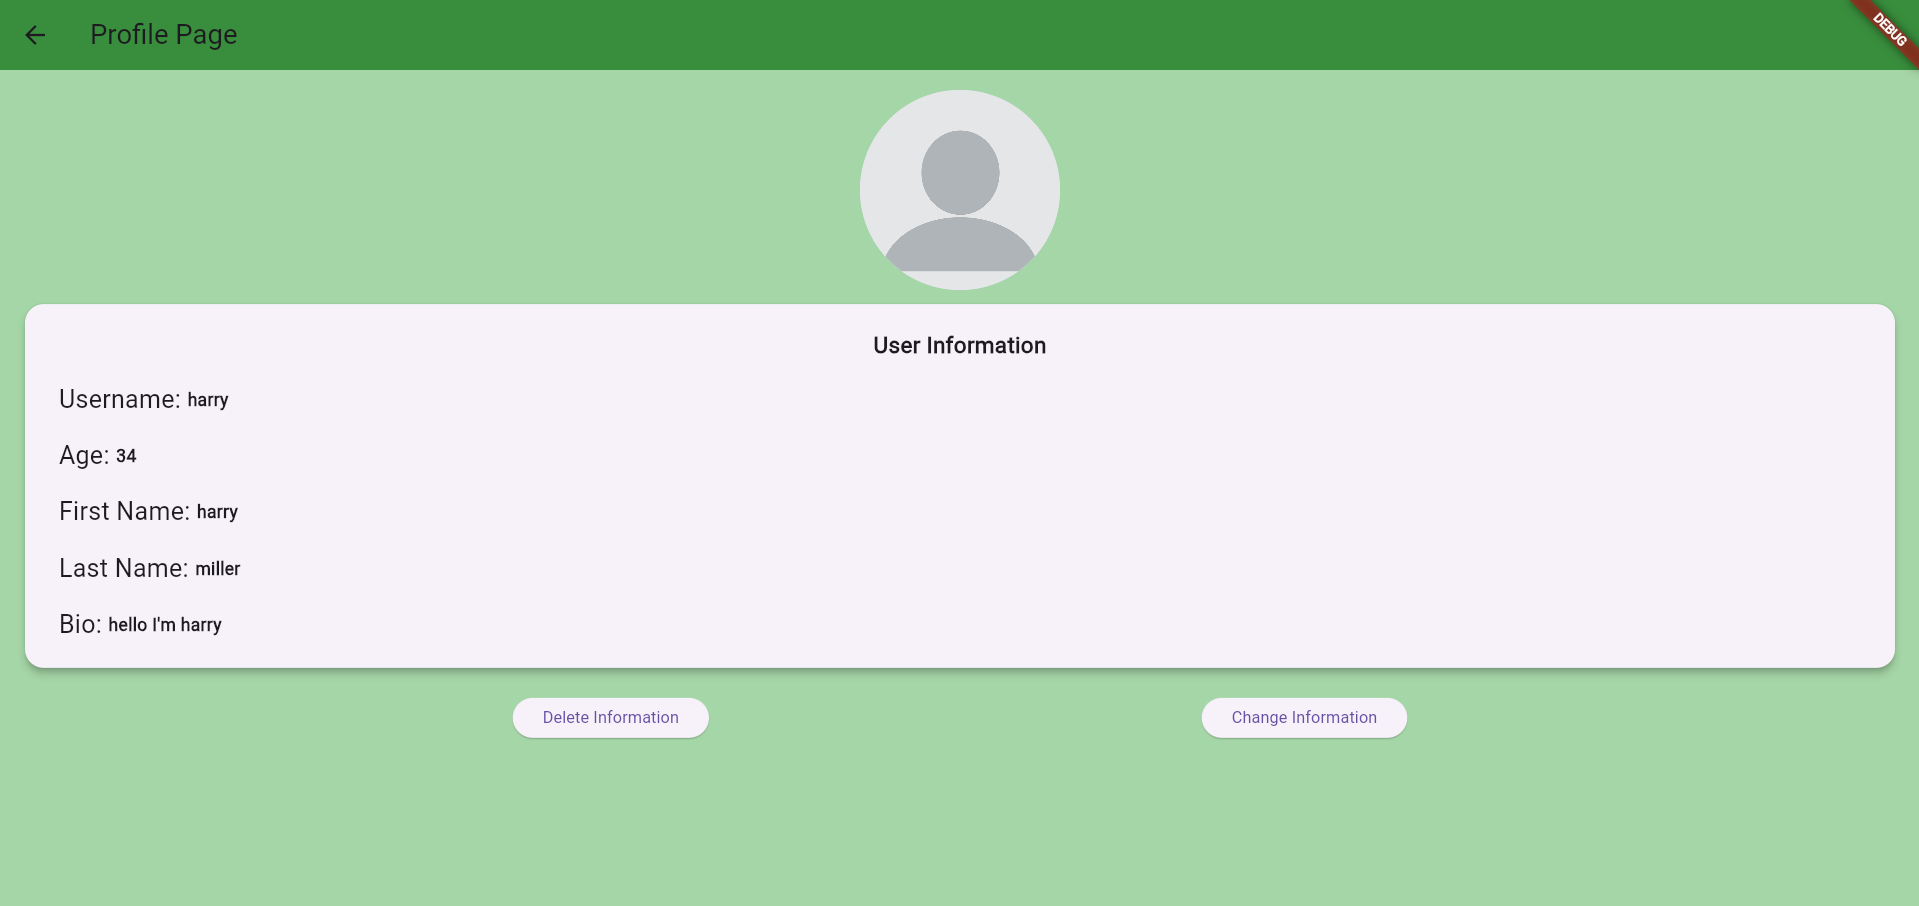 Profile Page
DEBUG
User Information
Username: harry
Age: 34
First Name: harry
Last Name: miller
Bio: hello I'm harry
Delete Information
Change Information